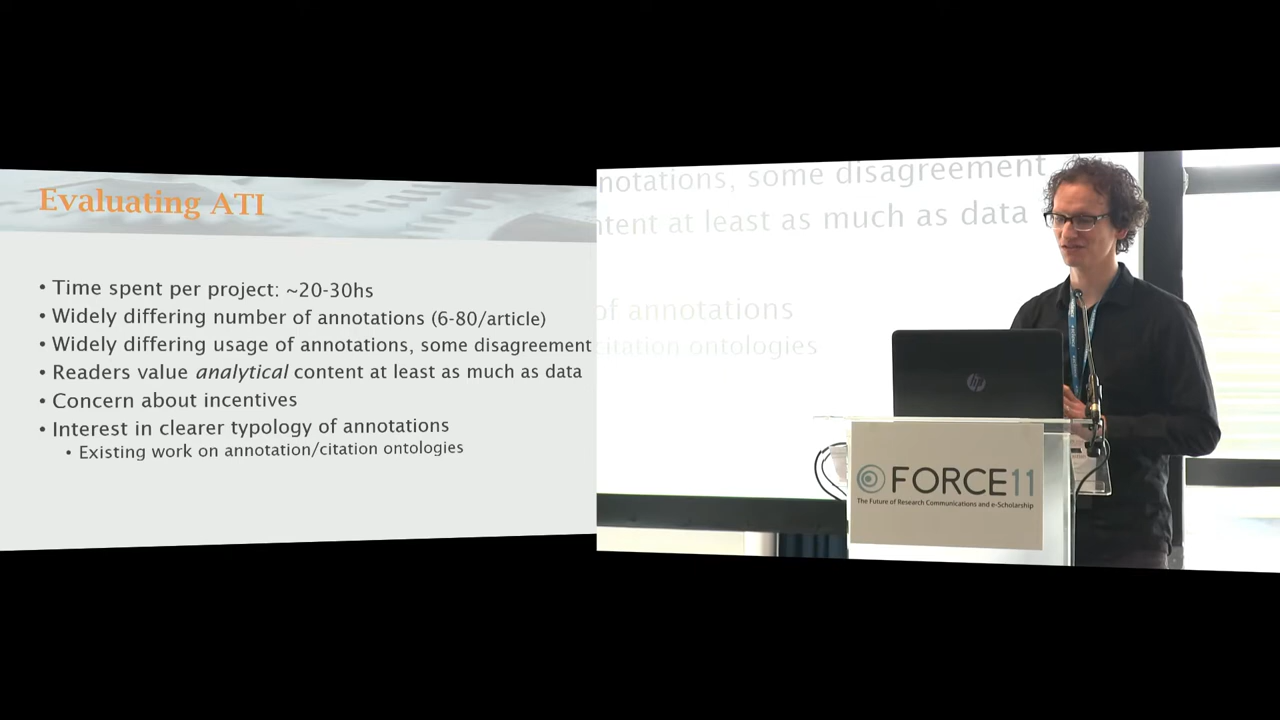 Evaluating ATI
• Time spent per project: ~20-30hs
• Widely differing number of annotations (6-80/article)
• Widely differing usage of annotations, some disagreement
• Readers value analytical content at least as much as data
• Concern about incentives
• Interest in clearer typology of annotations
• Existing work on annotation/citation ontologies
notations, some disagreement
ntent at least as much as data
of annotations
citation ontologies
hp
FORCE11
The Future of Research Communications and e-Scholarship